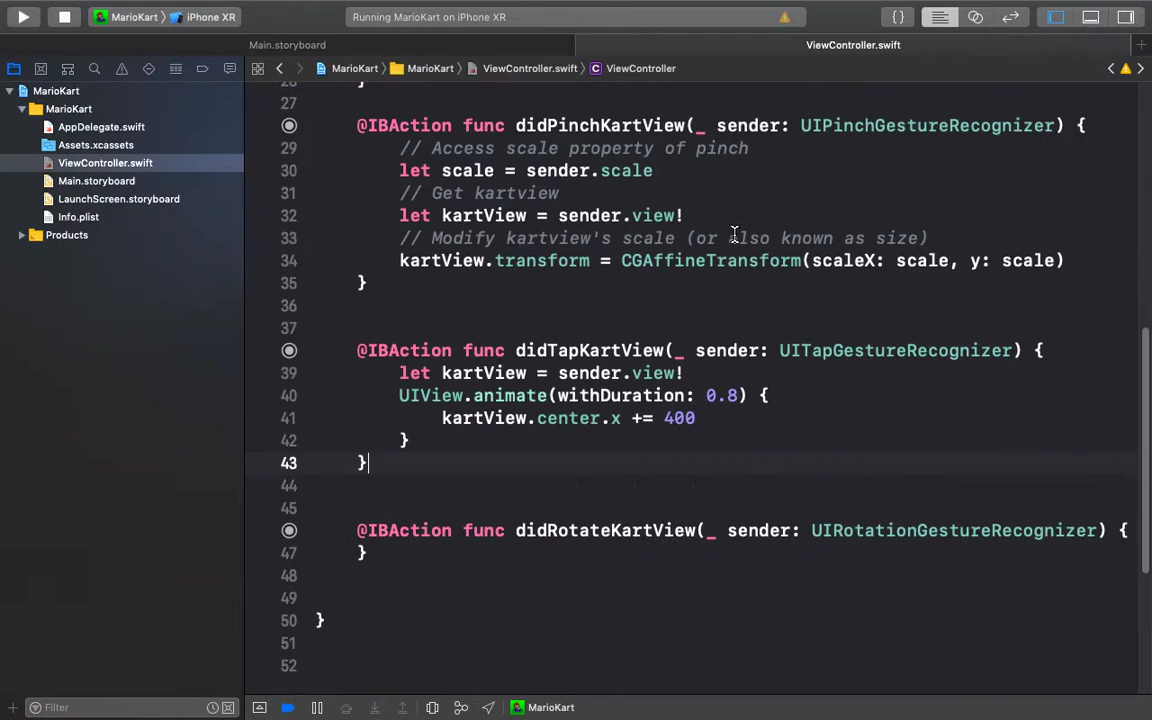 MarioKart
iPhone XR
Running MarioKart on iPhone XR
Main.storyboard
ViewController.swift
MarioKart
MarioKart
ViewController.swift
C
ViewController
MarioKart
MarioKart
AppDelegate.swift
Assets.xcassets
ViewController.swift
Main.storyboard
LaunchScreen.storyboard
Info.plist
Products
27
@IBAction func didPinchKartView(_ sender: UIPinchGestureRecognizer) {
29 // Access scale property of pinch
30 let scale = sender.scale
31 // Get kartview
32 let kartView = sender.view!
33 // Modify kartview's scale (or also known as size)
34 kartView.transform = CGAffineTransform(scaleX: scale, y: scale)
35 }
36
37
@IBAction func didTapKartView(_ sender: UITapGestureRecognizer) {
39 let kartView = sender.view!
40 UIView.animate(withDuration: 0.8) {
41 kartView.center.x += 400
42 }
43 }
44
45
@IBAction func didRotateKartView(_ sender: UIRotationGestureRecognizer) {
47 }
48
49
50 }
51
52
Filter
MarioKart